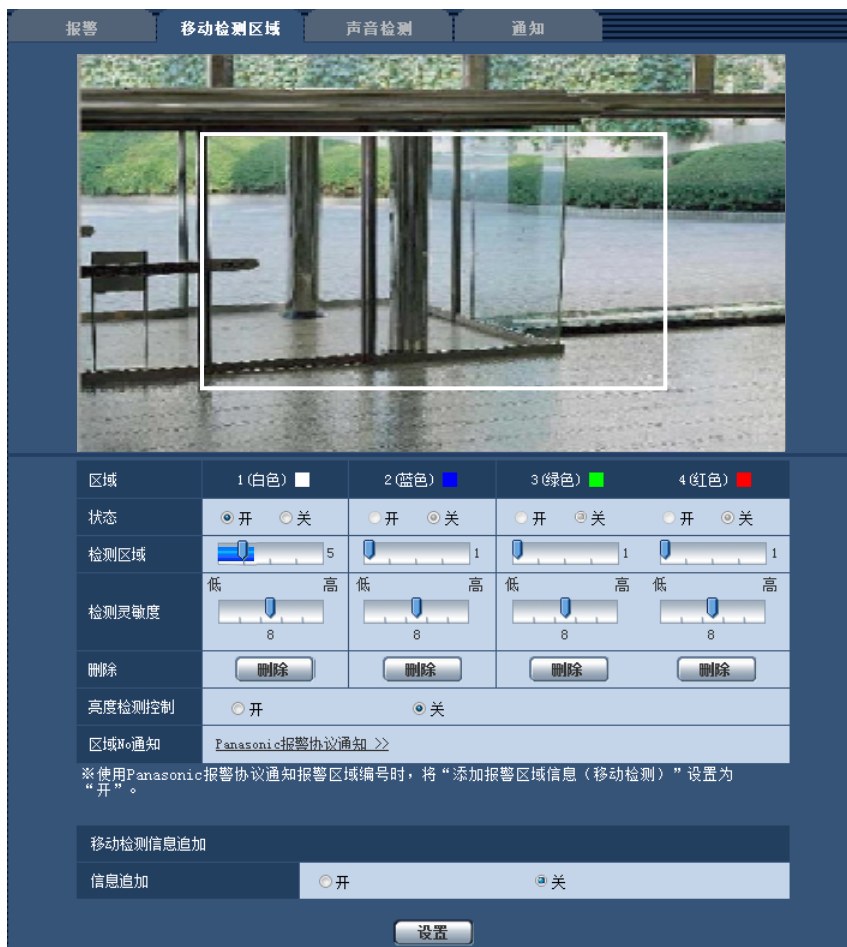 报警 移动检测区域 声音检测 通知
区域 1(白色) 2(蓝色) 3(绿色) 4(红色)
状态 开 关 开 关 开 关 开 关
检测区域 5 1 1 1
低 高 低 高 低 高 低 高
检测灵敏度
8 8 8 8
删除 删除 删除 删除 删除
亮度检测控制 开 关
区域No通知 Panasonic报警协议通知 >>
※使用Panasonic报警协议通知报警区域编号时，将“添加报警区域信息（移动检测）”设置为
“开”。
移动检测信息追加
信息追加 开 关
设置